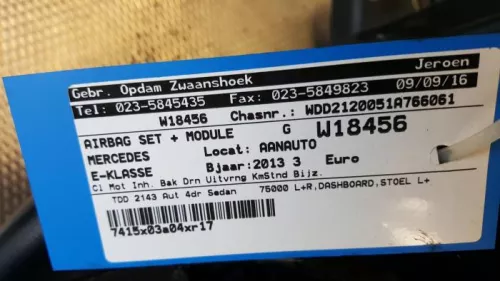 Gebr. Opdam Zwaanshoek Jeroen
Tel: 023-5845435 Fax: 023-5849823 09/09/16
W18456 Chasnr.: WDD2120051A766061
AIRBAG SET + MODULE G W18456
MERCEDES Locat: AANAUTO
E-KLASSE Bjaar: 2013 3 Euro
Ci Mot Inh. Bak Drn Uitvrng KmStnd Bijz.
TDD 2143 Aut 4dr Sedan 75000 L+R,DASHBOARD,STOEL L+
7415x03a04xr17